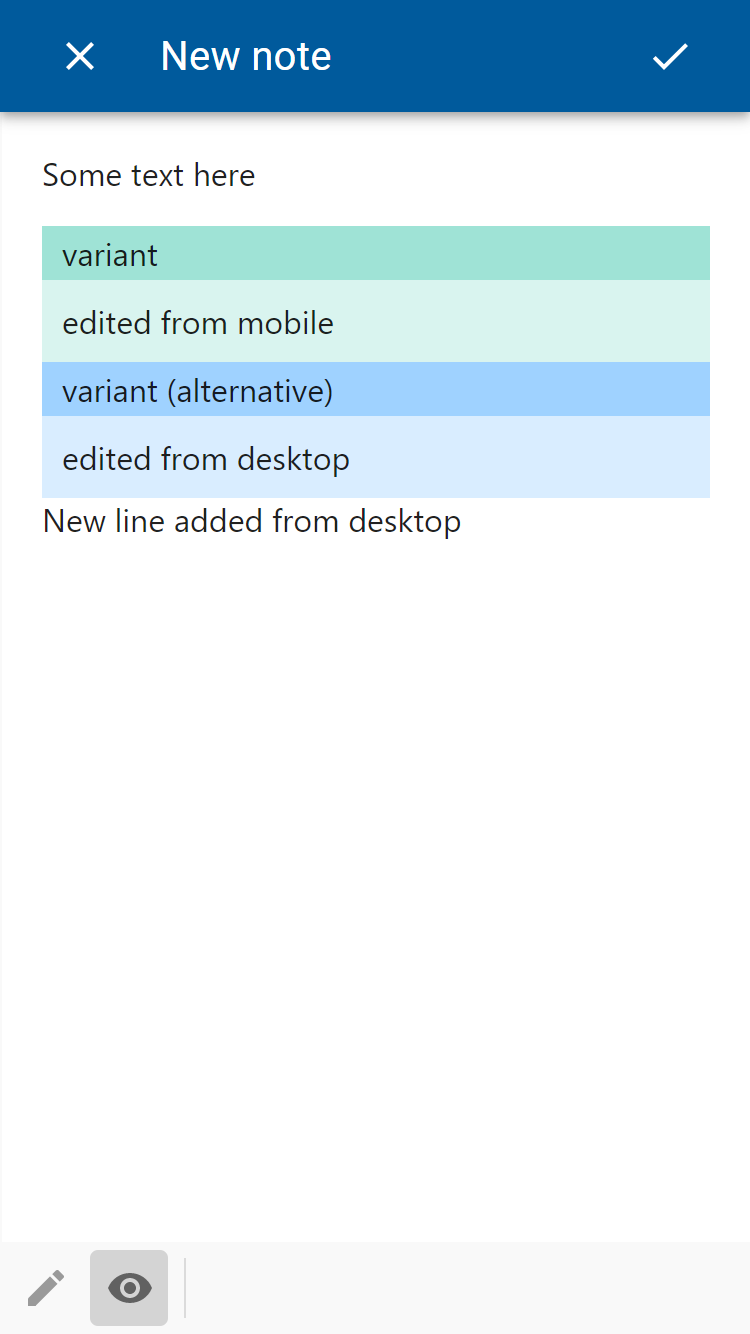 New note
Some text here
variant
edited from mobile
variant (alternative)
edited from desktop
New line added from desktop